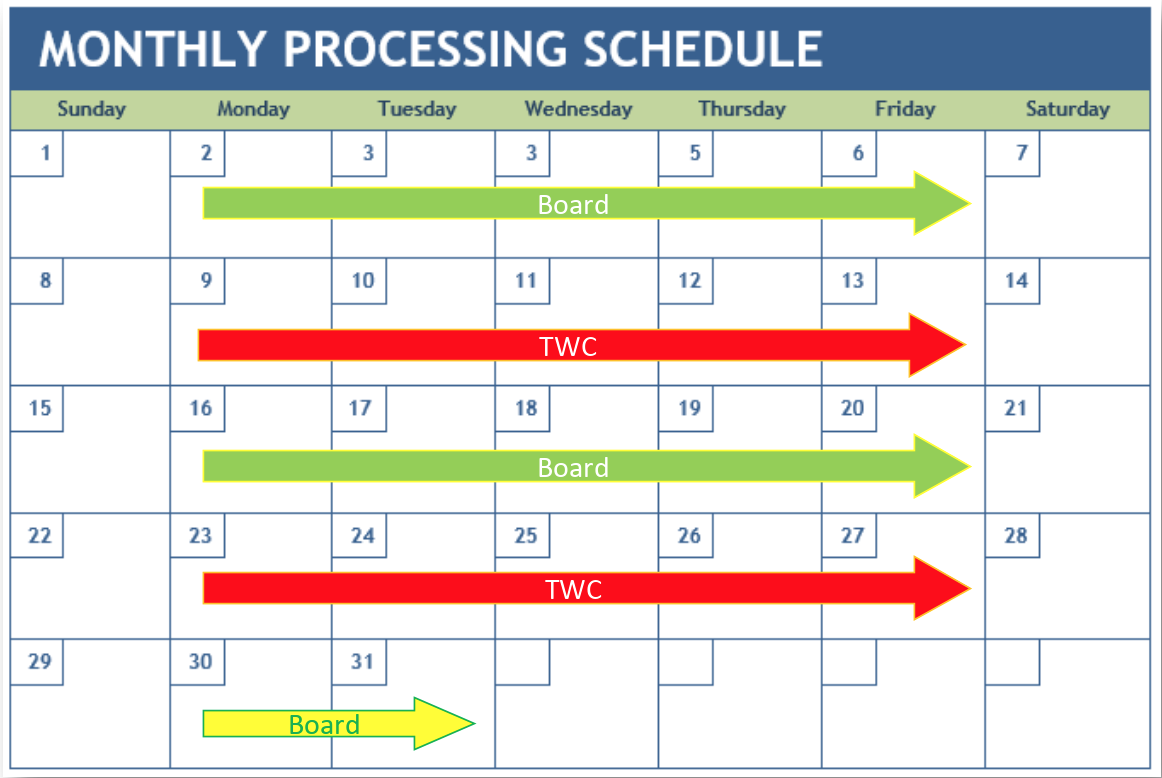 MONTHLY PROCESSING SCHEDULE
Sunday Monday Tuesday Wednesday Thursday Friday Saturday
1 2 3 3 5 6 7
Board
8 9 10 11 12 13 14
TWC
15 16 17 18 19 20 21
Board
22 23 24 25 26 27 28
TWC
29 30 31
Board